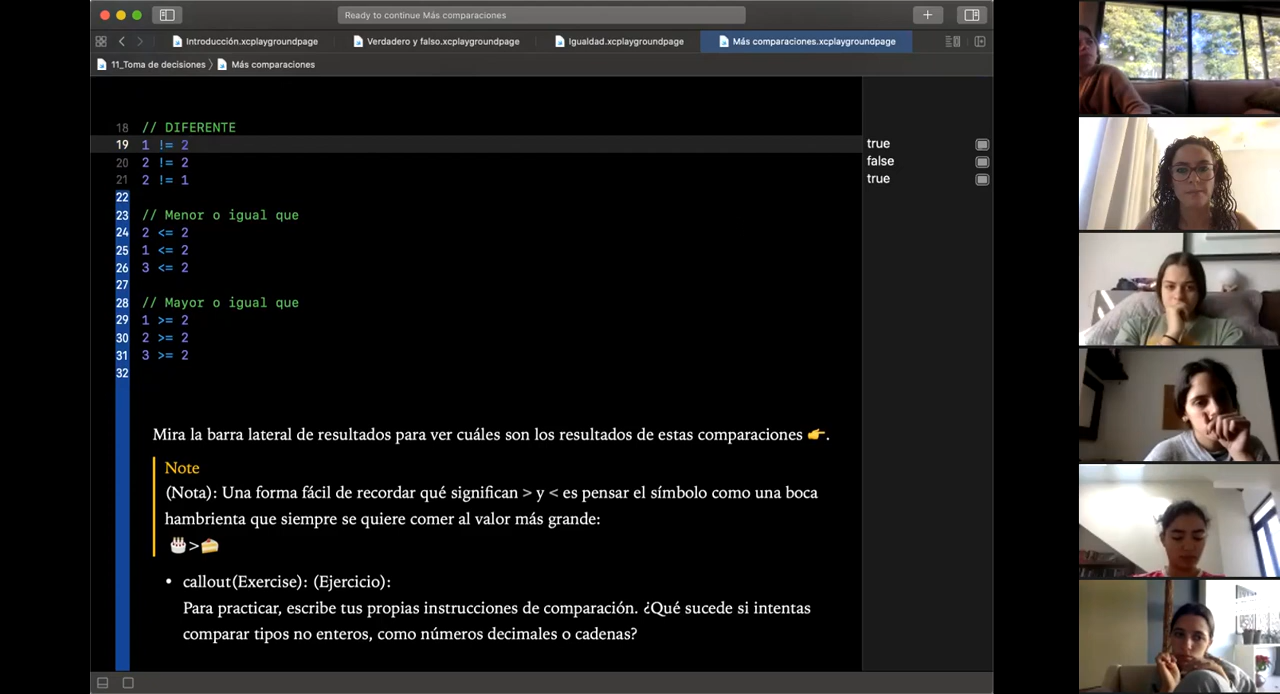 Ready to continue Más comparaciones
Introducción.xcplaygroundpage
Verdadero y falso.xcplaygroundpage
Igualdad.xcplaygroundpage
Más comparaciones.xcplaygroundpage
11_Toma de decisiones 〉 Más comparaciones
18 // DIFERENTE
19 1 != 2 true
20 2 != 2 false
21 2 != 1 true
22
23 // Menor o igual que
24 2 <= 2
25 1 <= 2
26 3 <= 2
27
28 // Mayor o igual que
29 1 >= 2
30 2 >= 2
31 3 >= 2
32
Mira la barra lateral de resultados para ver cuáles son los resultados de estas comparaciones 👉.
Note
(Nota): Una forma fácil de recordar qué significan > y < es pensar el símbolo como una boca
hambrienta que siempre se quiere comer al valor más grande:
🎂>🍰
• callout(Exercise): (Ejercicio):
Para practicar, escribe tus propias instrucciones de comparación. ¿Qué sucede si intentas
comparar tipos no enteros, como números decimales o cadenas?